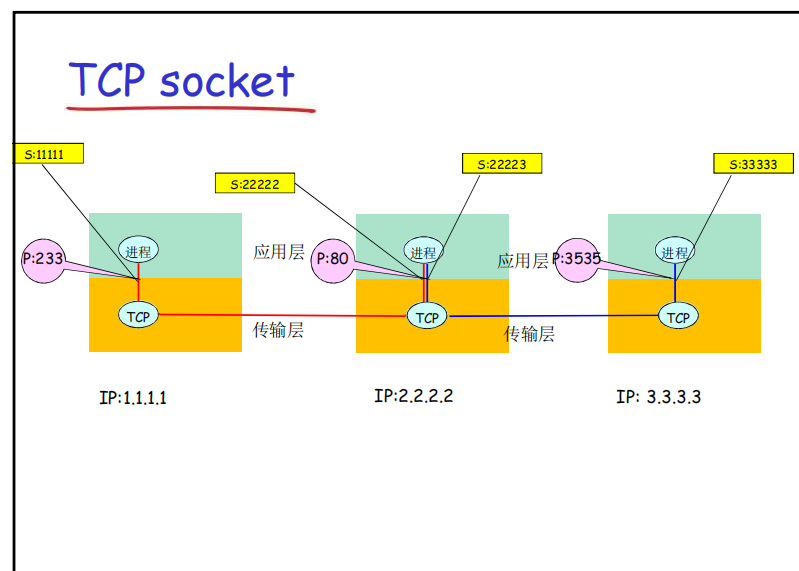 TCP socket
S:11111
S:22222
S:22223
S:33333
P:233
进程
应用层
P:80
进程
应用层
P:3535
进程
TCP
传输层
TCP
传输层
TCP
IP:1.1.1.1
IP:2.2.2.2
IP: 3.3.3.3